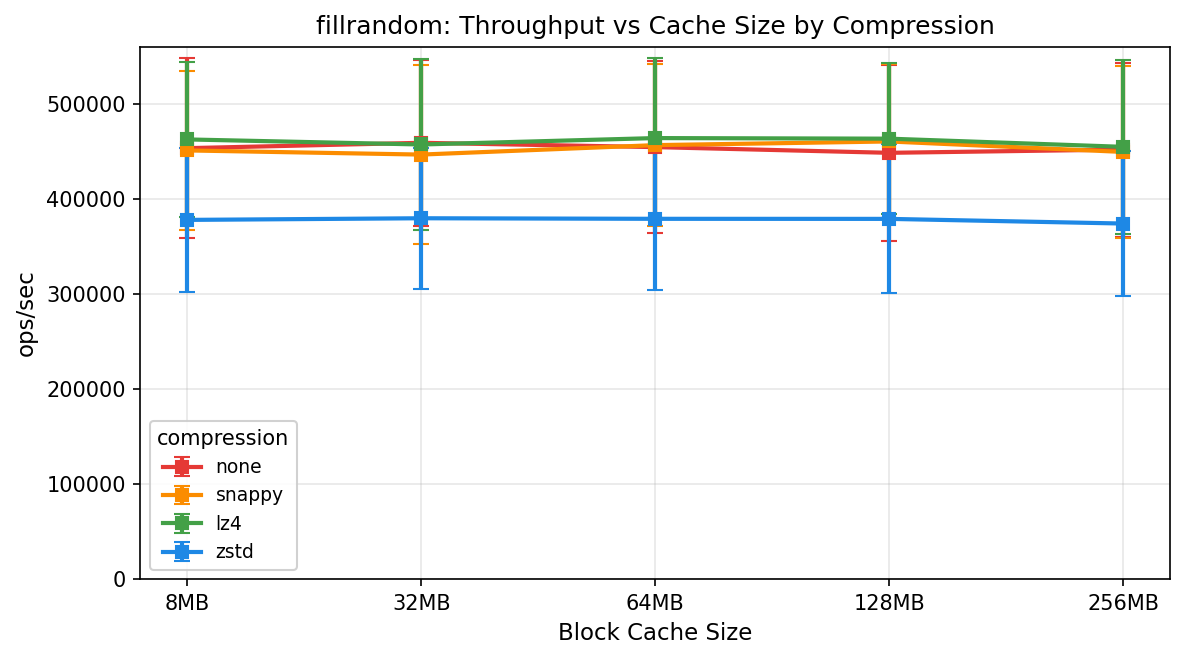 fillrandom: Throughput vs Cache Size by Compression
ops/sec
500000
400000
300000
200000
100000
0
compression
none
snappy
lz4
zstd
8MB 32MB 64MB 128MB 256MB
Block Cache Size